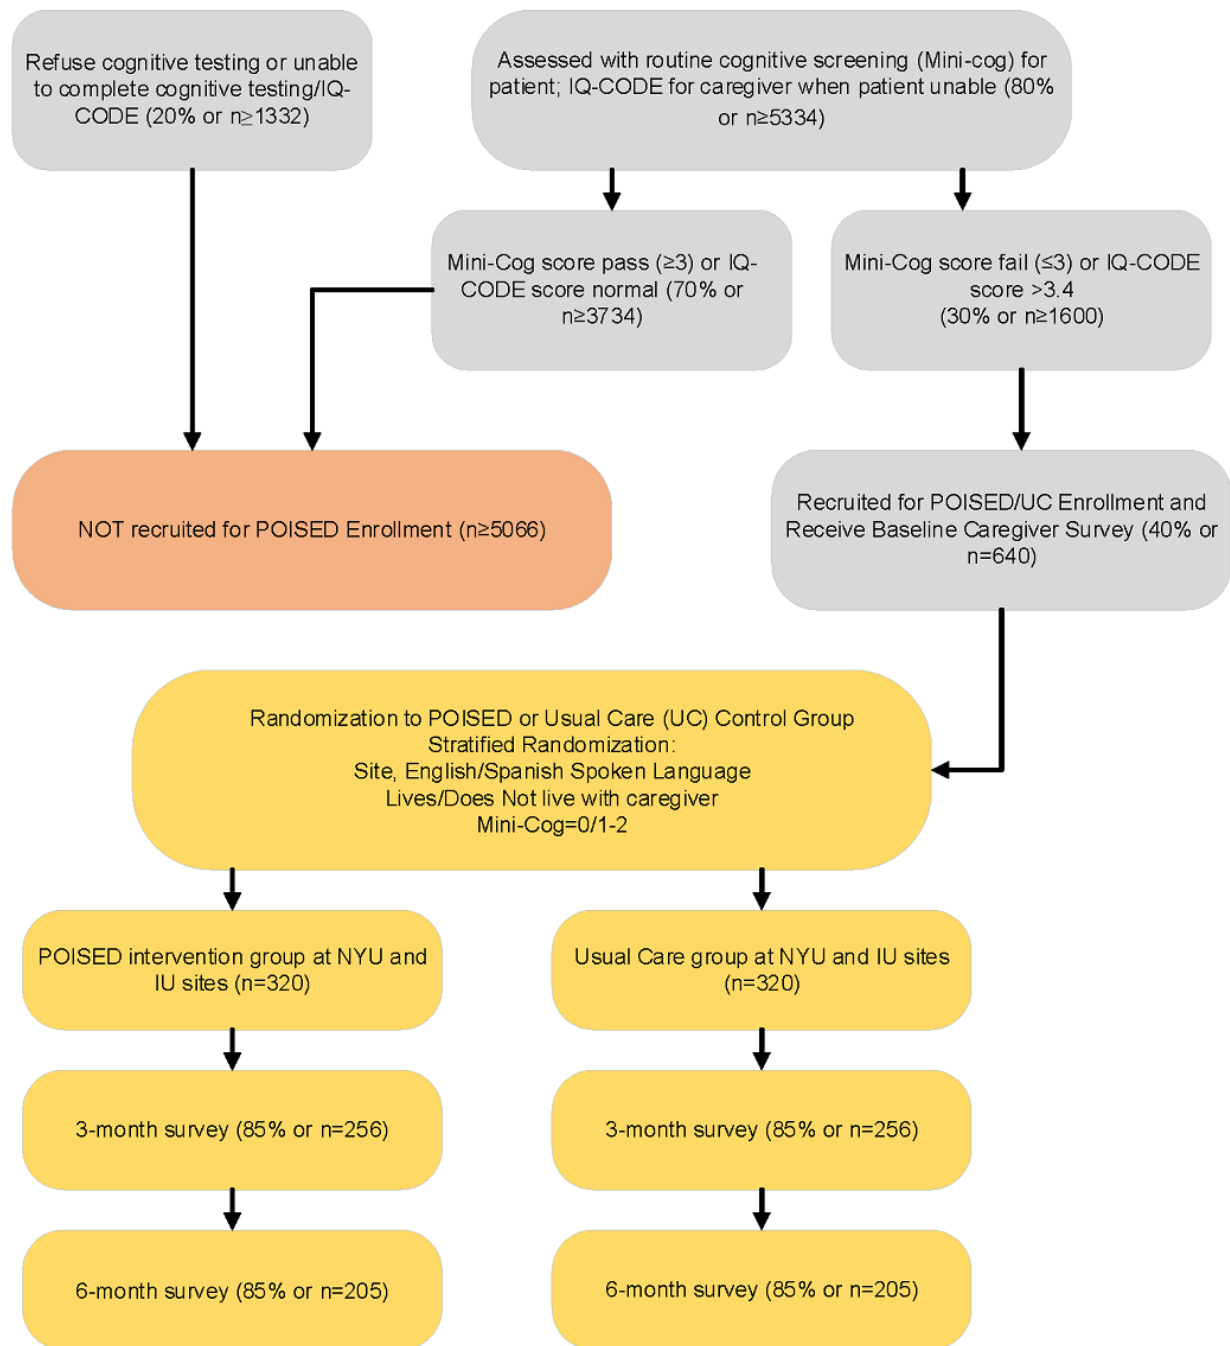 Refuse cognitive testing or unable
to complete cognitive testing/IQ-
CODE (20% or n≥1332)
Assessed with routine cognitive screening (Mini-cog) for
patient; IQ-CODE for caregiver when patient unable (80%
or n≥5334)
Mini-Cog score pass (≥3) or IQ-
CODE score normal (70% or
n≥3734)
Mini-Cog score fail (≤3) or IQ-CODE
score >3.4
(30% or n≥1600)
NOT recruited for POISED Enrollment (n≥5066)
Recruited for POISED/UC Enrollment and
Receive Baseline Caregiver Survey (40% or
n=640)
Randomization to POISED or Usual Care (UC) Control Group
Stratified Randomization:
Site, English/Spanish Spoken Language
Lives/Does Not live with caregiver
Mini-Cog=0/1-2
POISED intervention group at NYU and
IU sites (n=320)
Usual Care group at NYU and IU sites
(n=320)
3-month survey (85% or n=256)
3-month survey (85% or n=256)
6-month survey (85% or n=205)
6-month survey (85% or n=205)